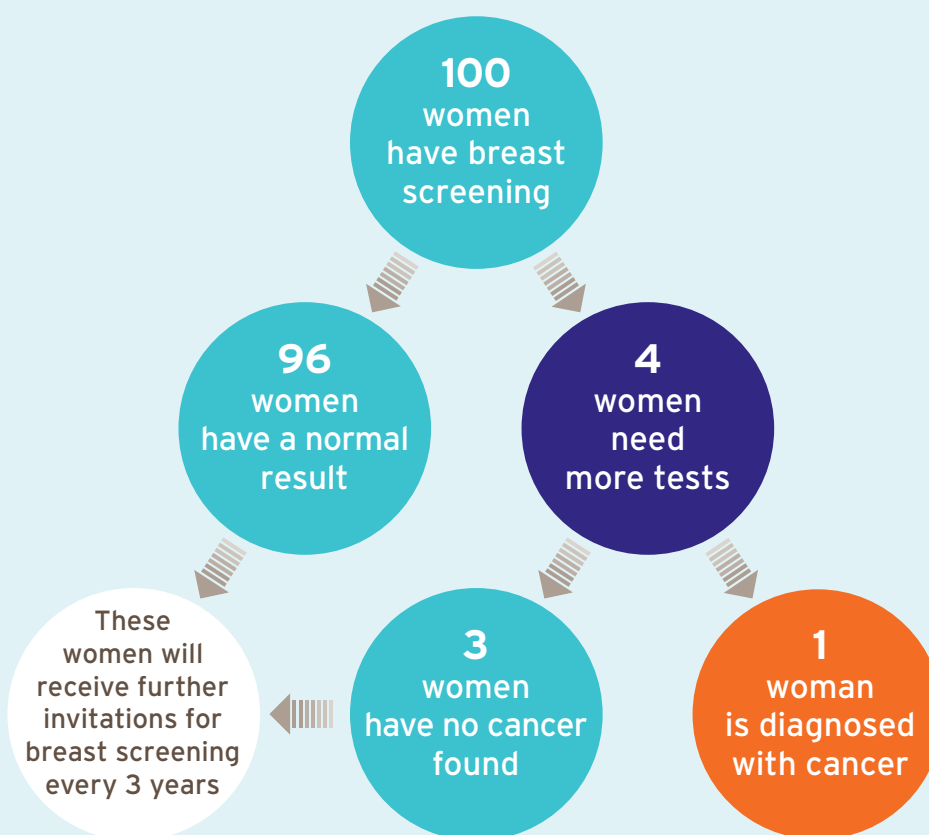 100
women
have breast
screening
96
women
have a normal
result
4
women
need
more tests
These
women will
receive further
invitations for
breast screening
every 3 years
3
women
have no cancer
found
1
woman
is diagnosed
with cancer